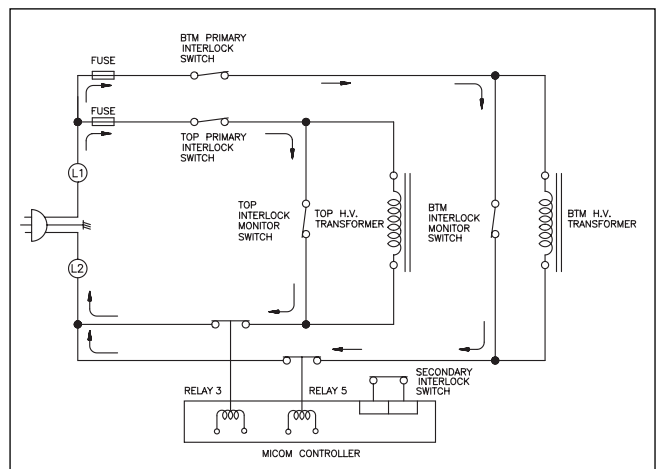 BTM PRIMARY
INTERLOCK
SWITCH
FUSE
FUSE
TOP PRIMARY
INTERLOCK
SWITCH
L1
TOP
INTERLOCK
MONITOR
SWITCH
TOP H.V.
TRANSFORMER
BTM
INTERLOCK
MONITOR
SWITCH
BTM H.V.
TRANSFORMER
L2
RELAY 3
RELAY 5
SECONDARY
INTERLOCK
SWITCH
MICOM CONTROLLER